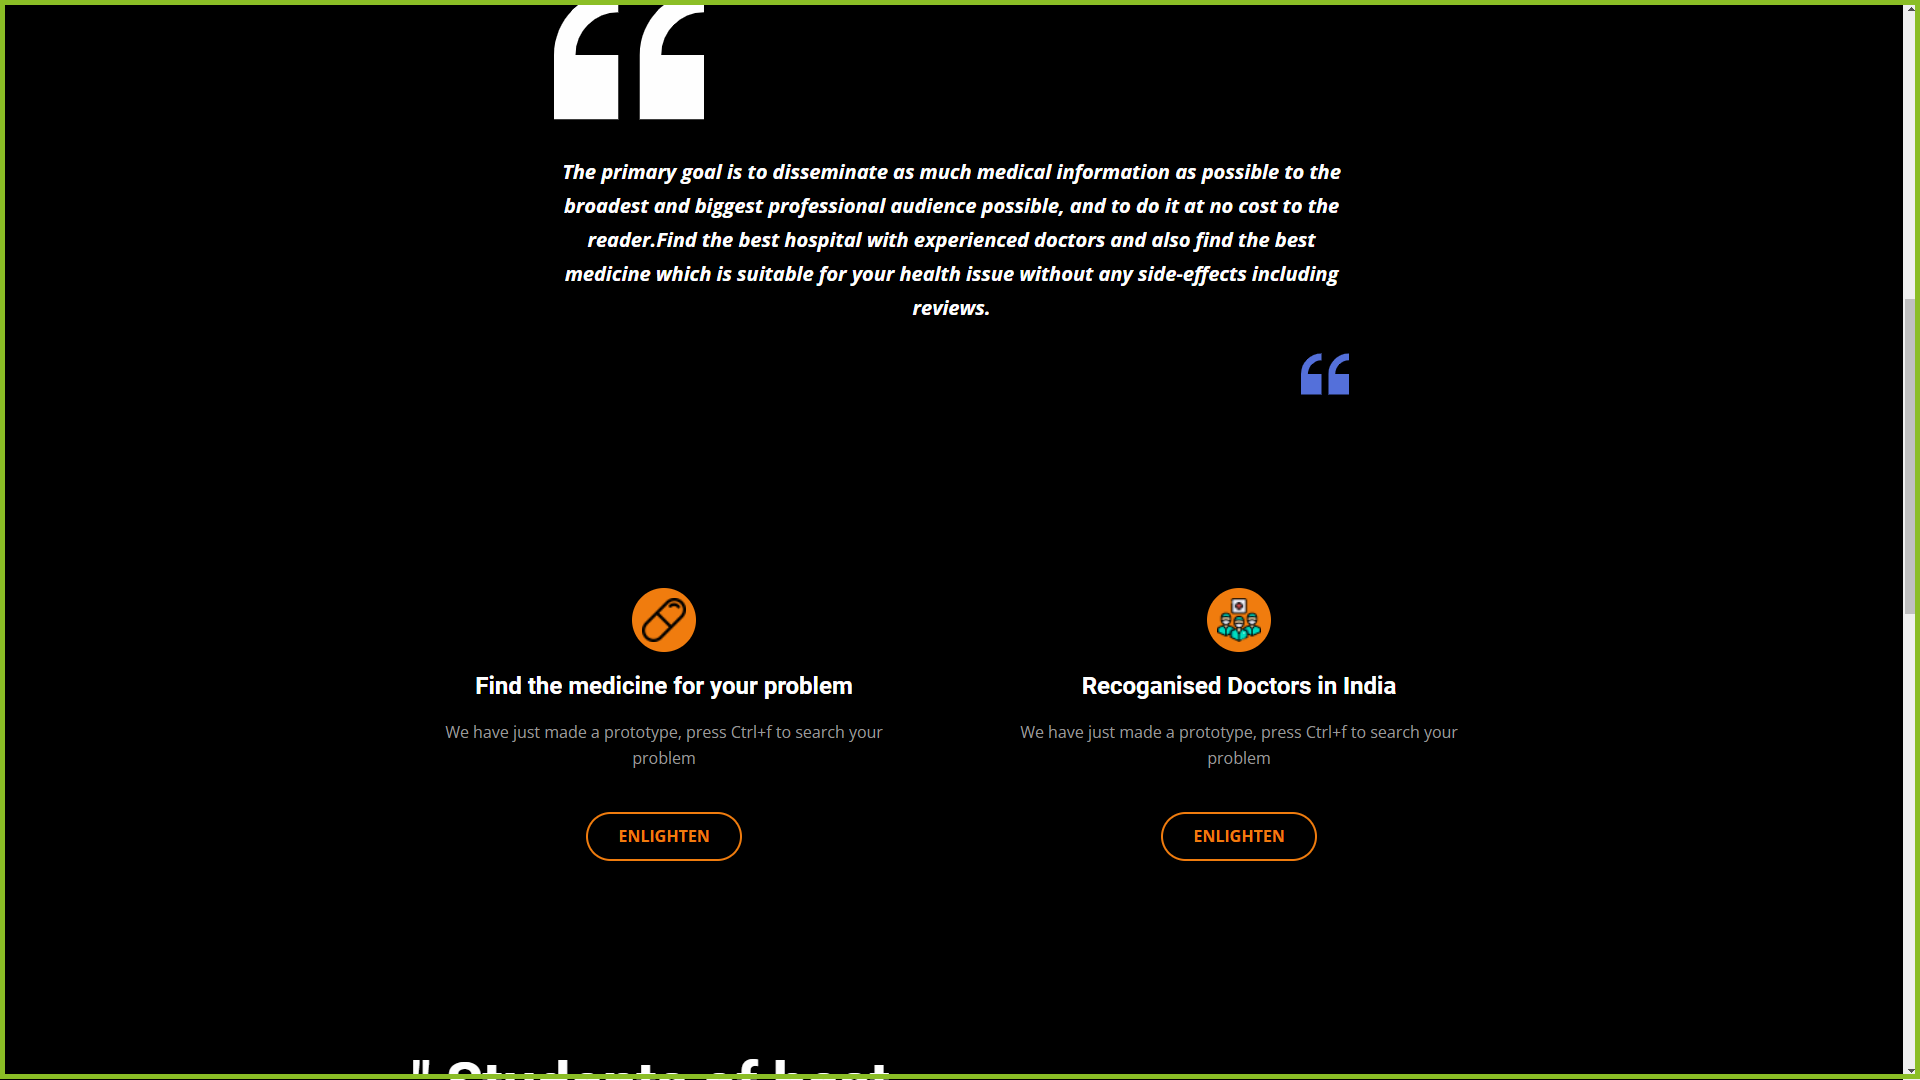 The primary goal is to disseminate as much medical information as possible to the
broadest and biggest professional audience possible, and to do it at no cost to the
reader.Find the best hospital with experienced doctors and also find the best
medicine which is suitable for your health issue without any side-effects including
reviews.
Find the medicine for your problem
We have just made a prototype, press Ctrl+f to search your
problem
ENLIGHTEN
Recoganised Doctors in India
We have just made a prototype, press Ctrl+f to search your
problem
ENLIGHTEN
" Students of best